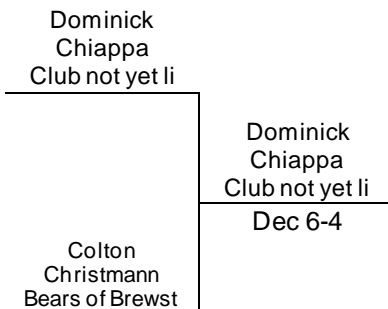 Dominick
Chiappa
Club not yet li
Dominick
Chiappa
Club not yet li
Dec 6-4
Colton
Christmann
Bears of Brewst